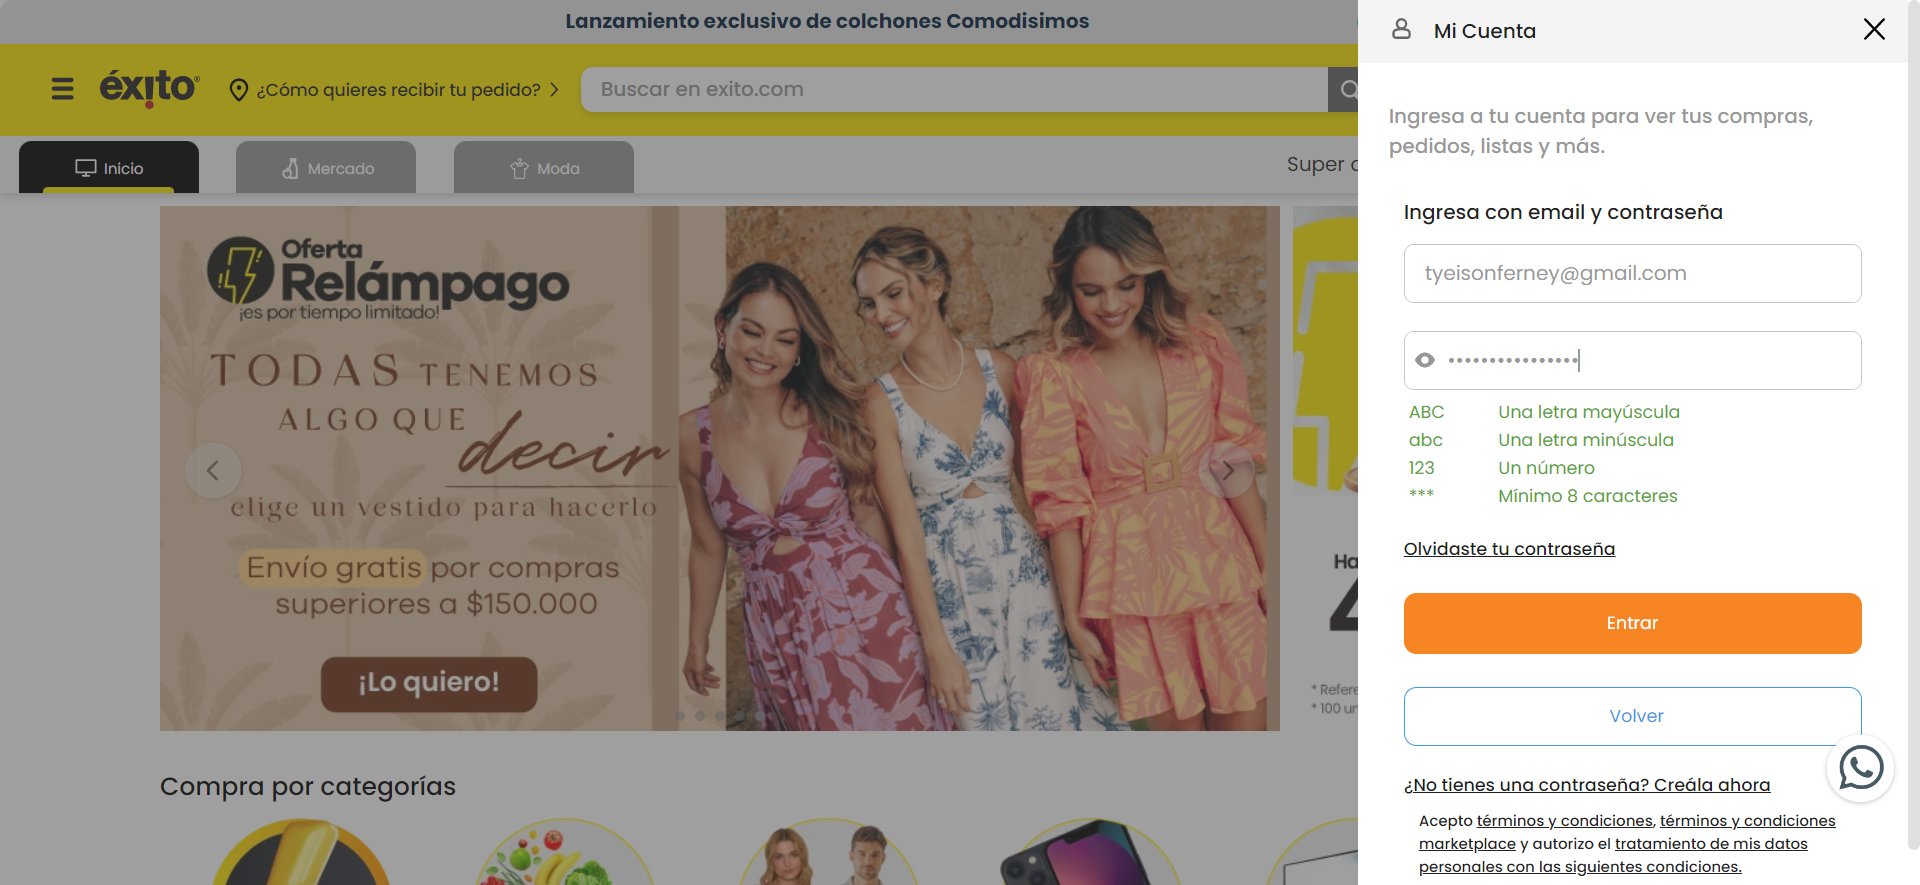 Lanzamiento exclusivo de colchones Comodisimos
éxito®
¿Cómo quieres recibir tu pedido?
Buscar en exito.com
Inicio
Mercado
Moda
Super
Oferta
Relámpago
¡es por tiempo limitado!
TODAS TENEMOS
ALGO QUE
decir
elige un vestido para hacerlo
Envío gratis por compras
superiores a $150.000
¡Lo quiero!
Ha
4
* Refere
* 100 un
Compra por categorías
Mi Cuenta
Ingresa a tu cuenta para ver tus compras,
pedidos, listas y más.
Ingresa con email y contraseña
tyeisonferney@gmail.com
••••••••••••••••
ABC Una letra mayúscula
abc Una letra minúscula
123 Un número
*** Mínimo 8 caracteres
Olvidaste tu contraseña
Entrar
Volver
¿No tienes una contraseña? Creála ahora
Acepto términos y condiciones, términos y condiciones
marketplace y autorizo el tratamiento de mis datos
personales con las siguientes condiciones.